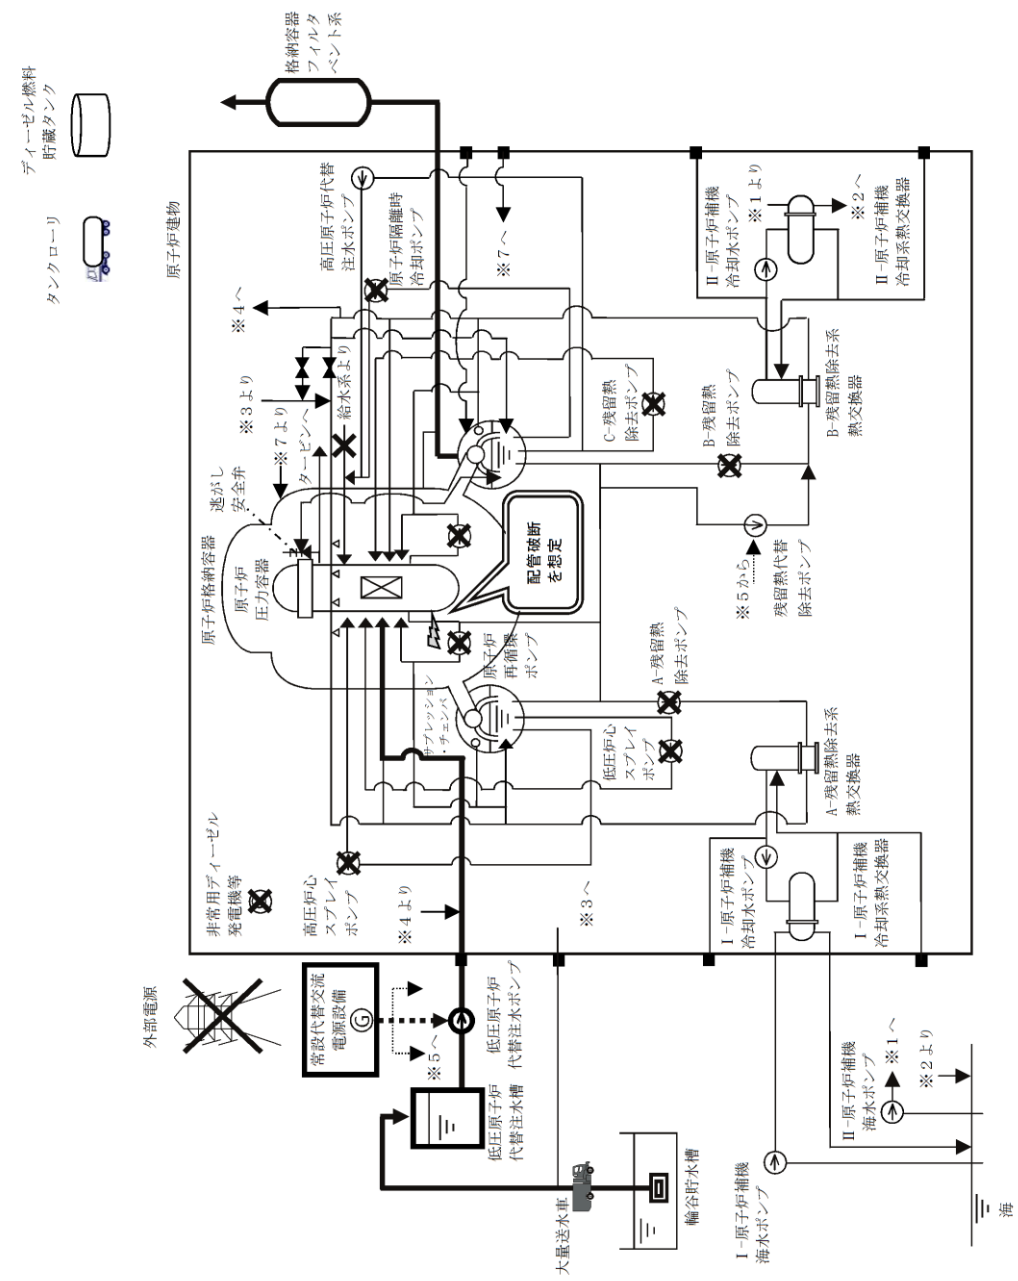 ディーゼル燃料
貯蔵タンク
タンクローリ
格納容器
フィルタ
ベント系
原子炉建物
高圧原子炉代替
注水ポンプ
原子炉隔離時
冷却ポンプ
※7へ
※1より
※2へ
Ⅱ-原子炉補機
冷却水ポンプ
Ⅱ-原子炉補機
冷却系熱交換器
※4へ
※3より
※7より
タービンへ
給水系より
逃がし
安全弁
C-残留熱
除去ポンプ
B-残留熱
除去ポンプ
B-残留熱除去系
熱交換器
原子炉格納容器
原子炉
圧力容器
配管破断
を想定
※5から
残留熱代替
除去ポンプ
原子炉
再循環
ポンプ
A-残留熱
除去ポンプ
サプレッション
・チェンバ
低圧炉心
スプレイ
ポンプ
A-残留熱除去系
熱交換器
非常用ディーゼル
発電機等
高圧炉心
スプレイ
ポンプ
※4より
※3へ
Ⅰ-原子炉補機
冷却水ポンプ
Ⅰ-原子炉補機
冷却系熱交換器
外部電源
常設代替交流
電源設備
G
※5へ
低圧原子炉
代替注水ポンプ
低圧原子炉
代替注水槽
大量送水車
輪谷貯水槽
Ⅰ-原子炉補機
海水ポンプ
Ⅱ-原子炉補機
海水ポンプ
※1へ
※2より
海